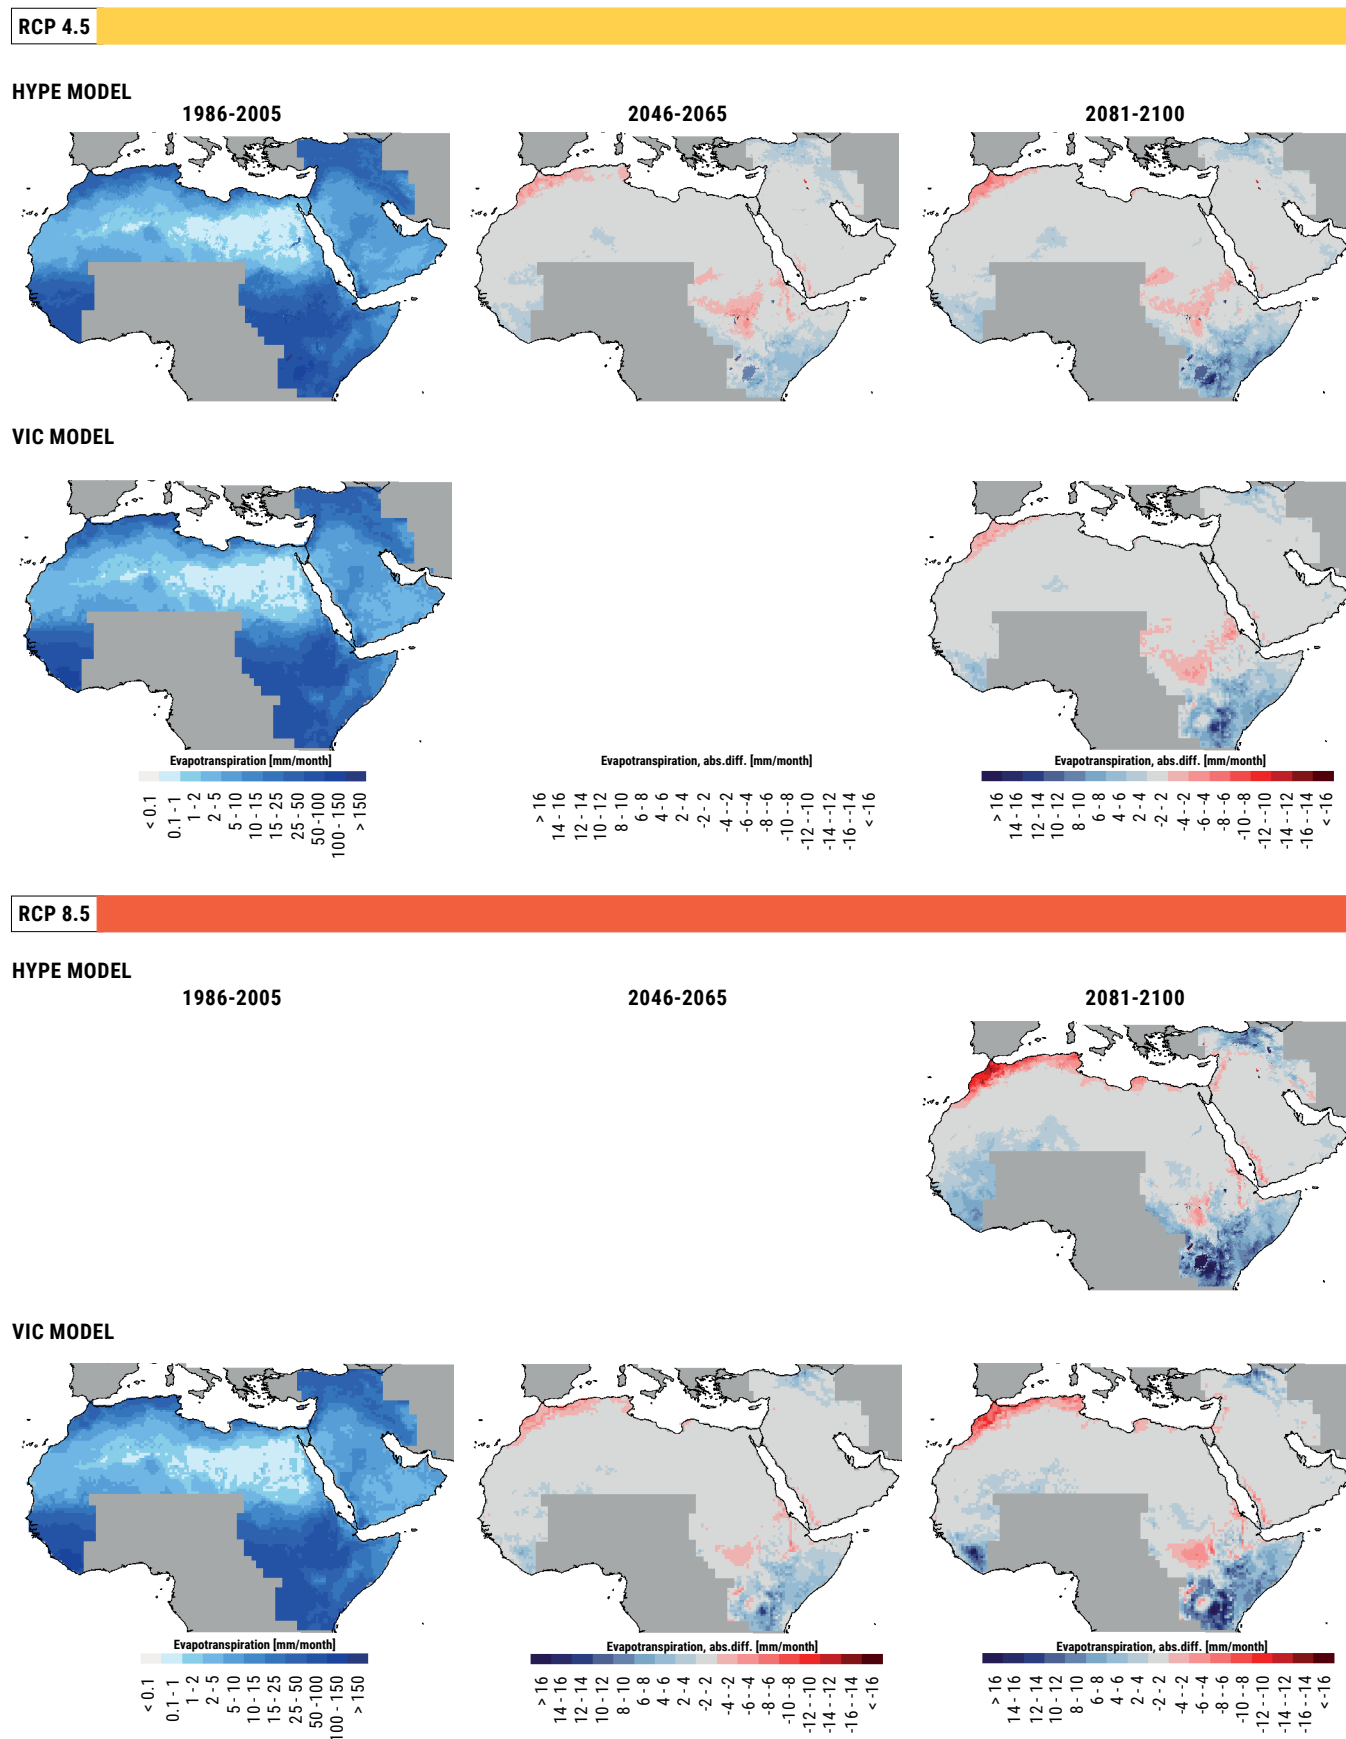 RCP 4.5
HYPE MODEL
1986-2005 2046-2065 2081-2100
VIC MODEL
Evapotranspiration [mm/month]
< 0.1
0.1 - 1
1 - 2
2 - 5
5 - 10
10 - 15
15 - 25
25 - 50
50 -100
100 - 150
> 150
Evapotranspiration, abs.diff. [mm/month]
> 16
14 - 16
12 - 14
10 - 12
8 - 10
6 - 8
4 - 6
2 - 4
-2 - 2
-4 - -2
-6 - -4
-8 - -6
-10 - -8
-12 - -10
-14 - -12
-16 - -14
< -16
Evapotranspiration, abs.diff. [mm/month]
> 16
14 - 16
12 - 14
10 - 12
8 - 10
6 - 8
4 - 6
2 - 4
-2 - 2
-4 - -2
-6 - -4
-8 - -6
-10 - -8
-12 - -10
-14 - -12
-16 - -14
< -16
RCP 8.5
HYPE MODEL
1986-2005 2046-2065 2081-2100
VIC MODEL
Evapotranspiration [mm/month]
< 0.1
0.1 - 1
1 - 2
2 - 5
5 - 10
10 - 15
15 - 25
25 - 50
50 -100
100 - 150
> 150
Evapotranspiration, abs.diff. [mm/month]
> 16
14 - 16
12 - 14
10 - 12
8 - 10
6 - 8
4 - 6
2 - 4
-2 - 2
-4 - -2
-6 - -4
-8 - -6
-10 - -8
-12 - -10
-14 - -12
-16 - -14
< -16
Evapotranspiration, abs.diff. [mm/month]
> 16
14 - 16
12 - 14
10 - 12
8 - 10
6 - 8
4 - 6
2 - 4
-2 - 2
-4 - -2
-6 - -4
-8 - -6
-10 - -8
-12 - -10
-14 - -12
-16 - -14
< -16